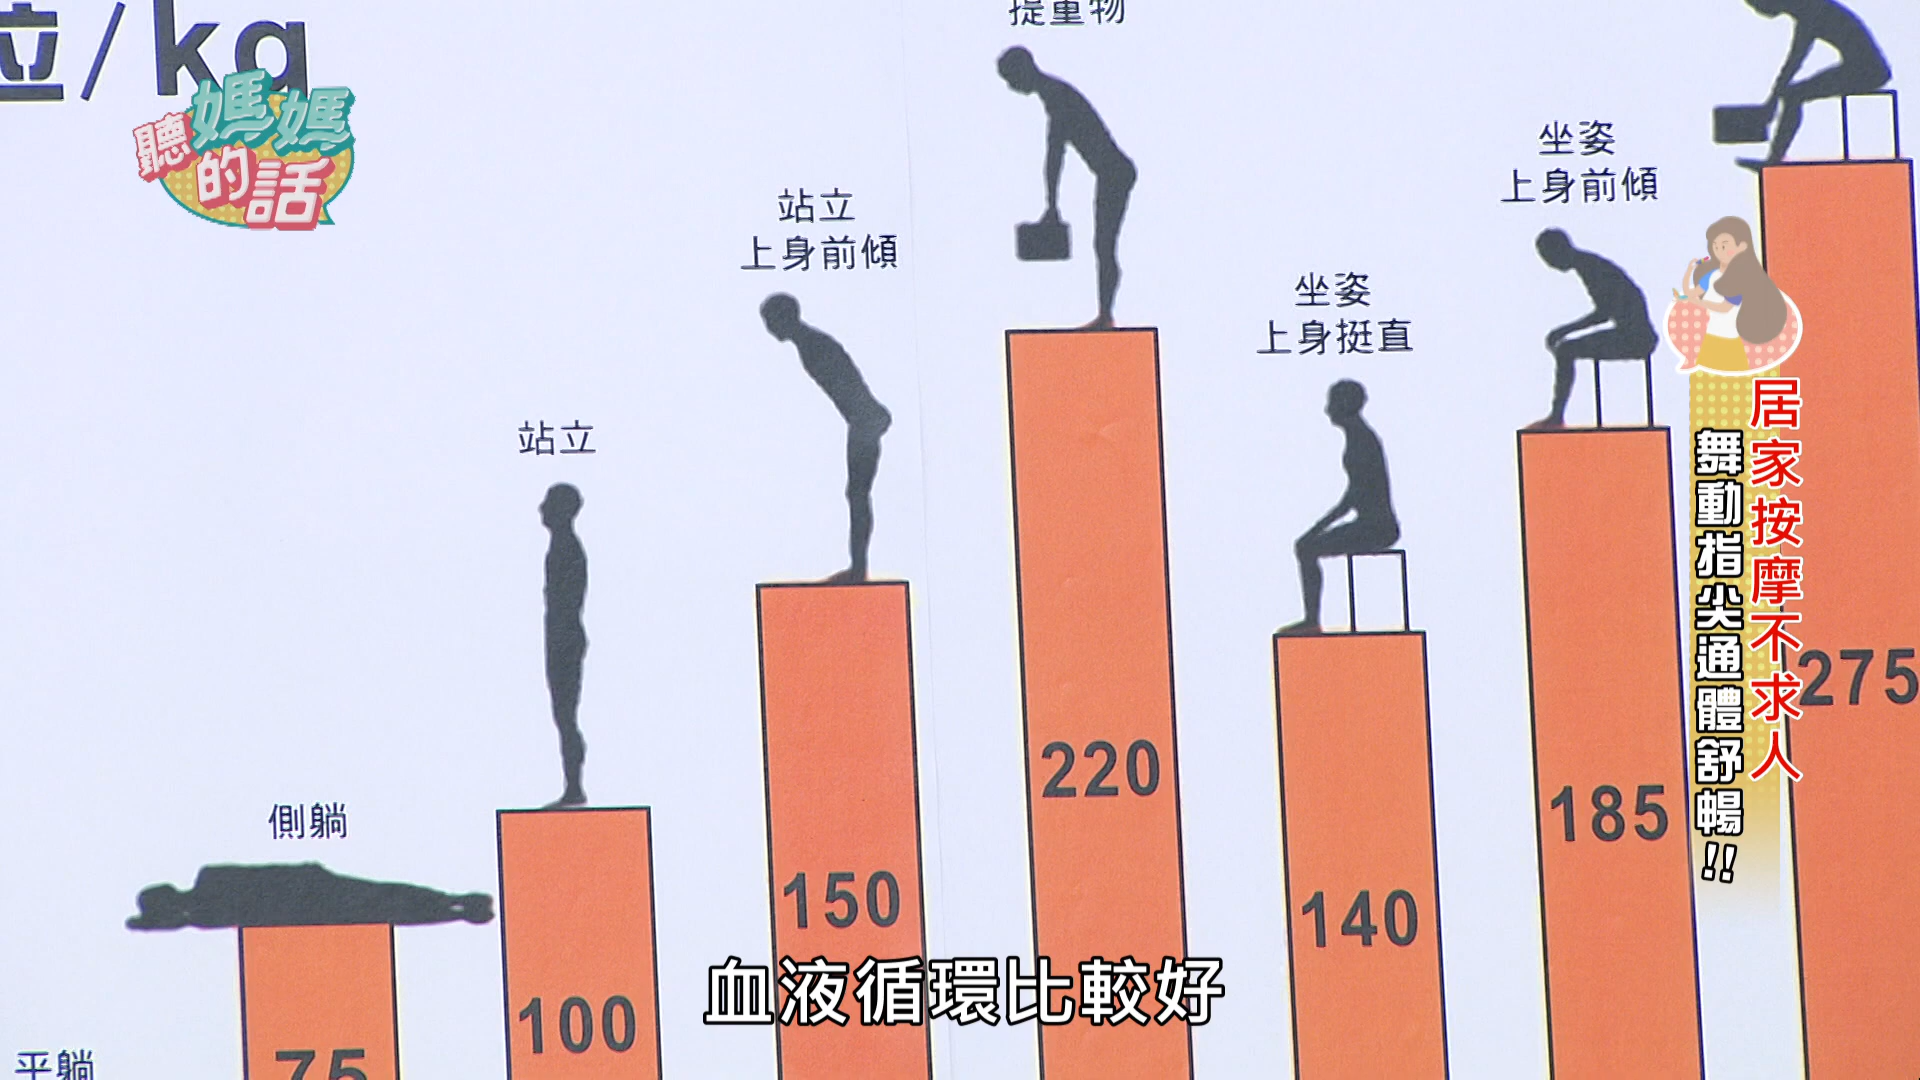 立/kg
聽媽媽的話
提重物
坐姿
上身前傾
站立
上身前傾
坐姿
上身挺直
站立
側躺
平躺
75
100
150
220
140
185
275
居家按摩不求人
舞動指尖通體舒暢!!
血液循環比較好